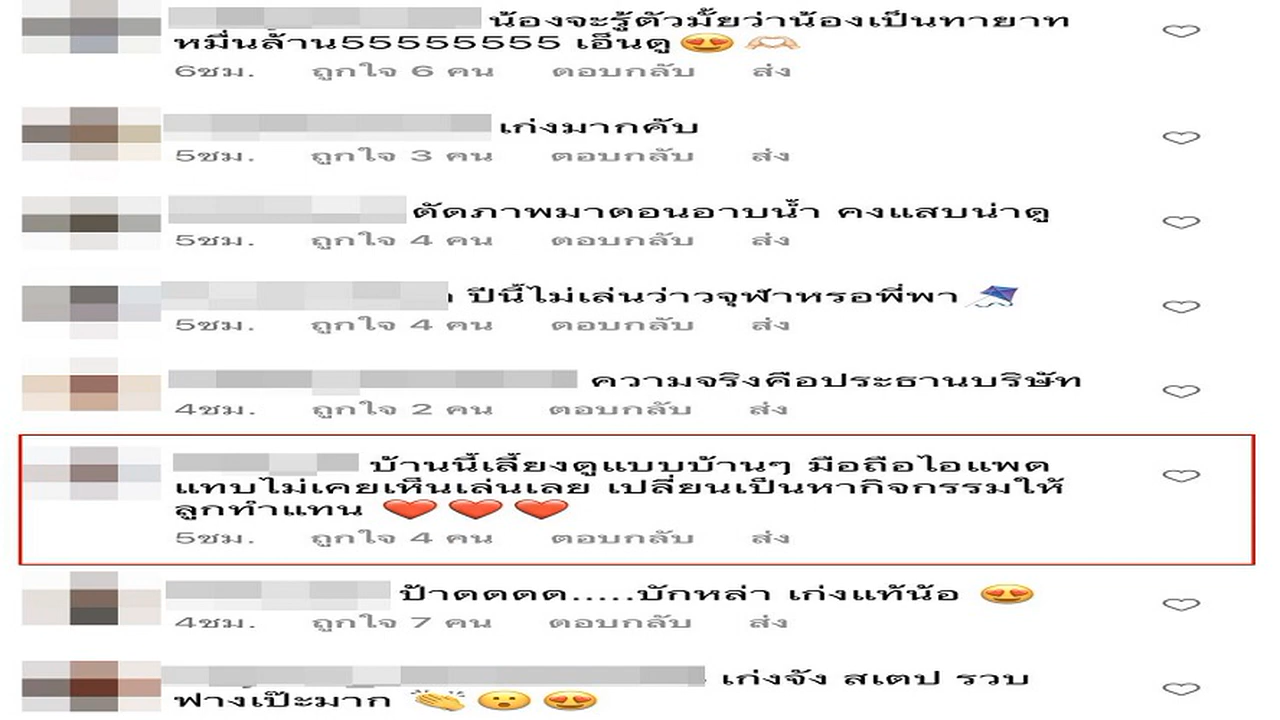 น้องจะรู้ตัวมั้ยว่าน้องเป็นทายาท
หมื่นล้าน55555555 เอ็นดู 😍 🫶🏻
6ชม. ถูกใจ 6 คน ตอบกลับ ส่ง
เก่งมากคับ
5ชม. ถูกใจ 3 คน ตอบกลับ ส่ง
ตัดภาพมาตอนอาบน้ำ คงแสบน่าดู
5ชม. ถูกใจ 4 คน ตอบกลับ ส่ง
ปีนี้ไม่เล่นว่าวจุฬาหรอพี่พา 🪁
5ชม. ถูกใจ 4 คน ตอบกลับ ส่ง
ความจริงคือประธานบริษัท
4ชม. ถูกใจ 2 คน ตอบกลับ ส่ง
บ้านนี้เลี้ยงดูแบบบ้านๆ มือถือไอแพด
แทบไม่เคยเห็นเล่นเลย เปลี่ยนเป็นหากิจกรรมให้
ลูกทำแทน ❤️ ❤️ ❤️
5ชม. ถูกใจ 4 คน ตอบกลับ ส่ง
ป้าดดดด.....บักหล่า เก่งแท้น้อ 😍
4ชม. ถูกใจ 7 คน ตอบกลับ ส่ง
เก่งจัง สเตป รวบ
ฟางเป๊ะมาก 👏 😮 😍